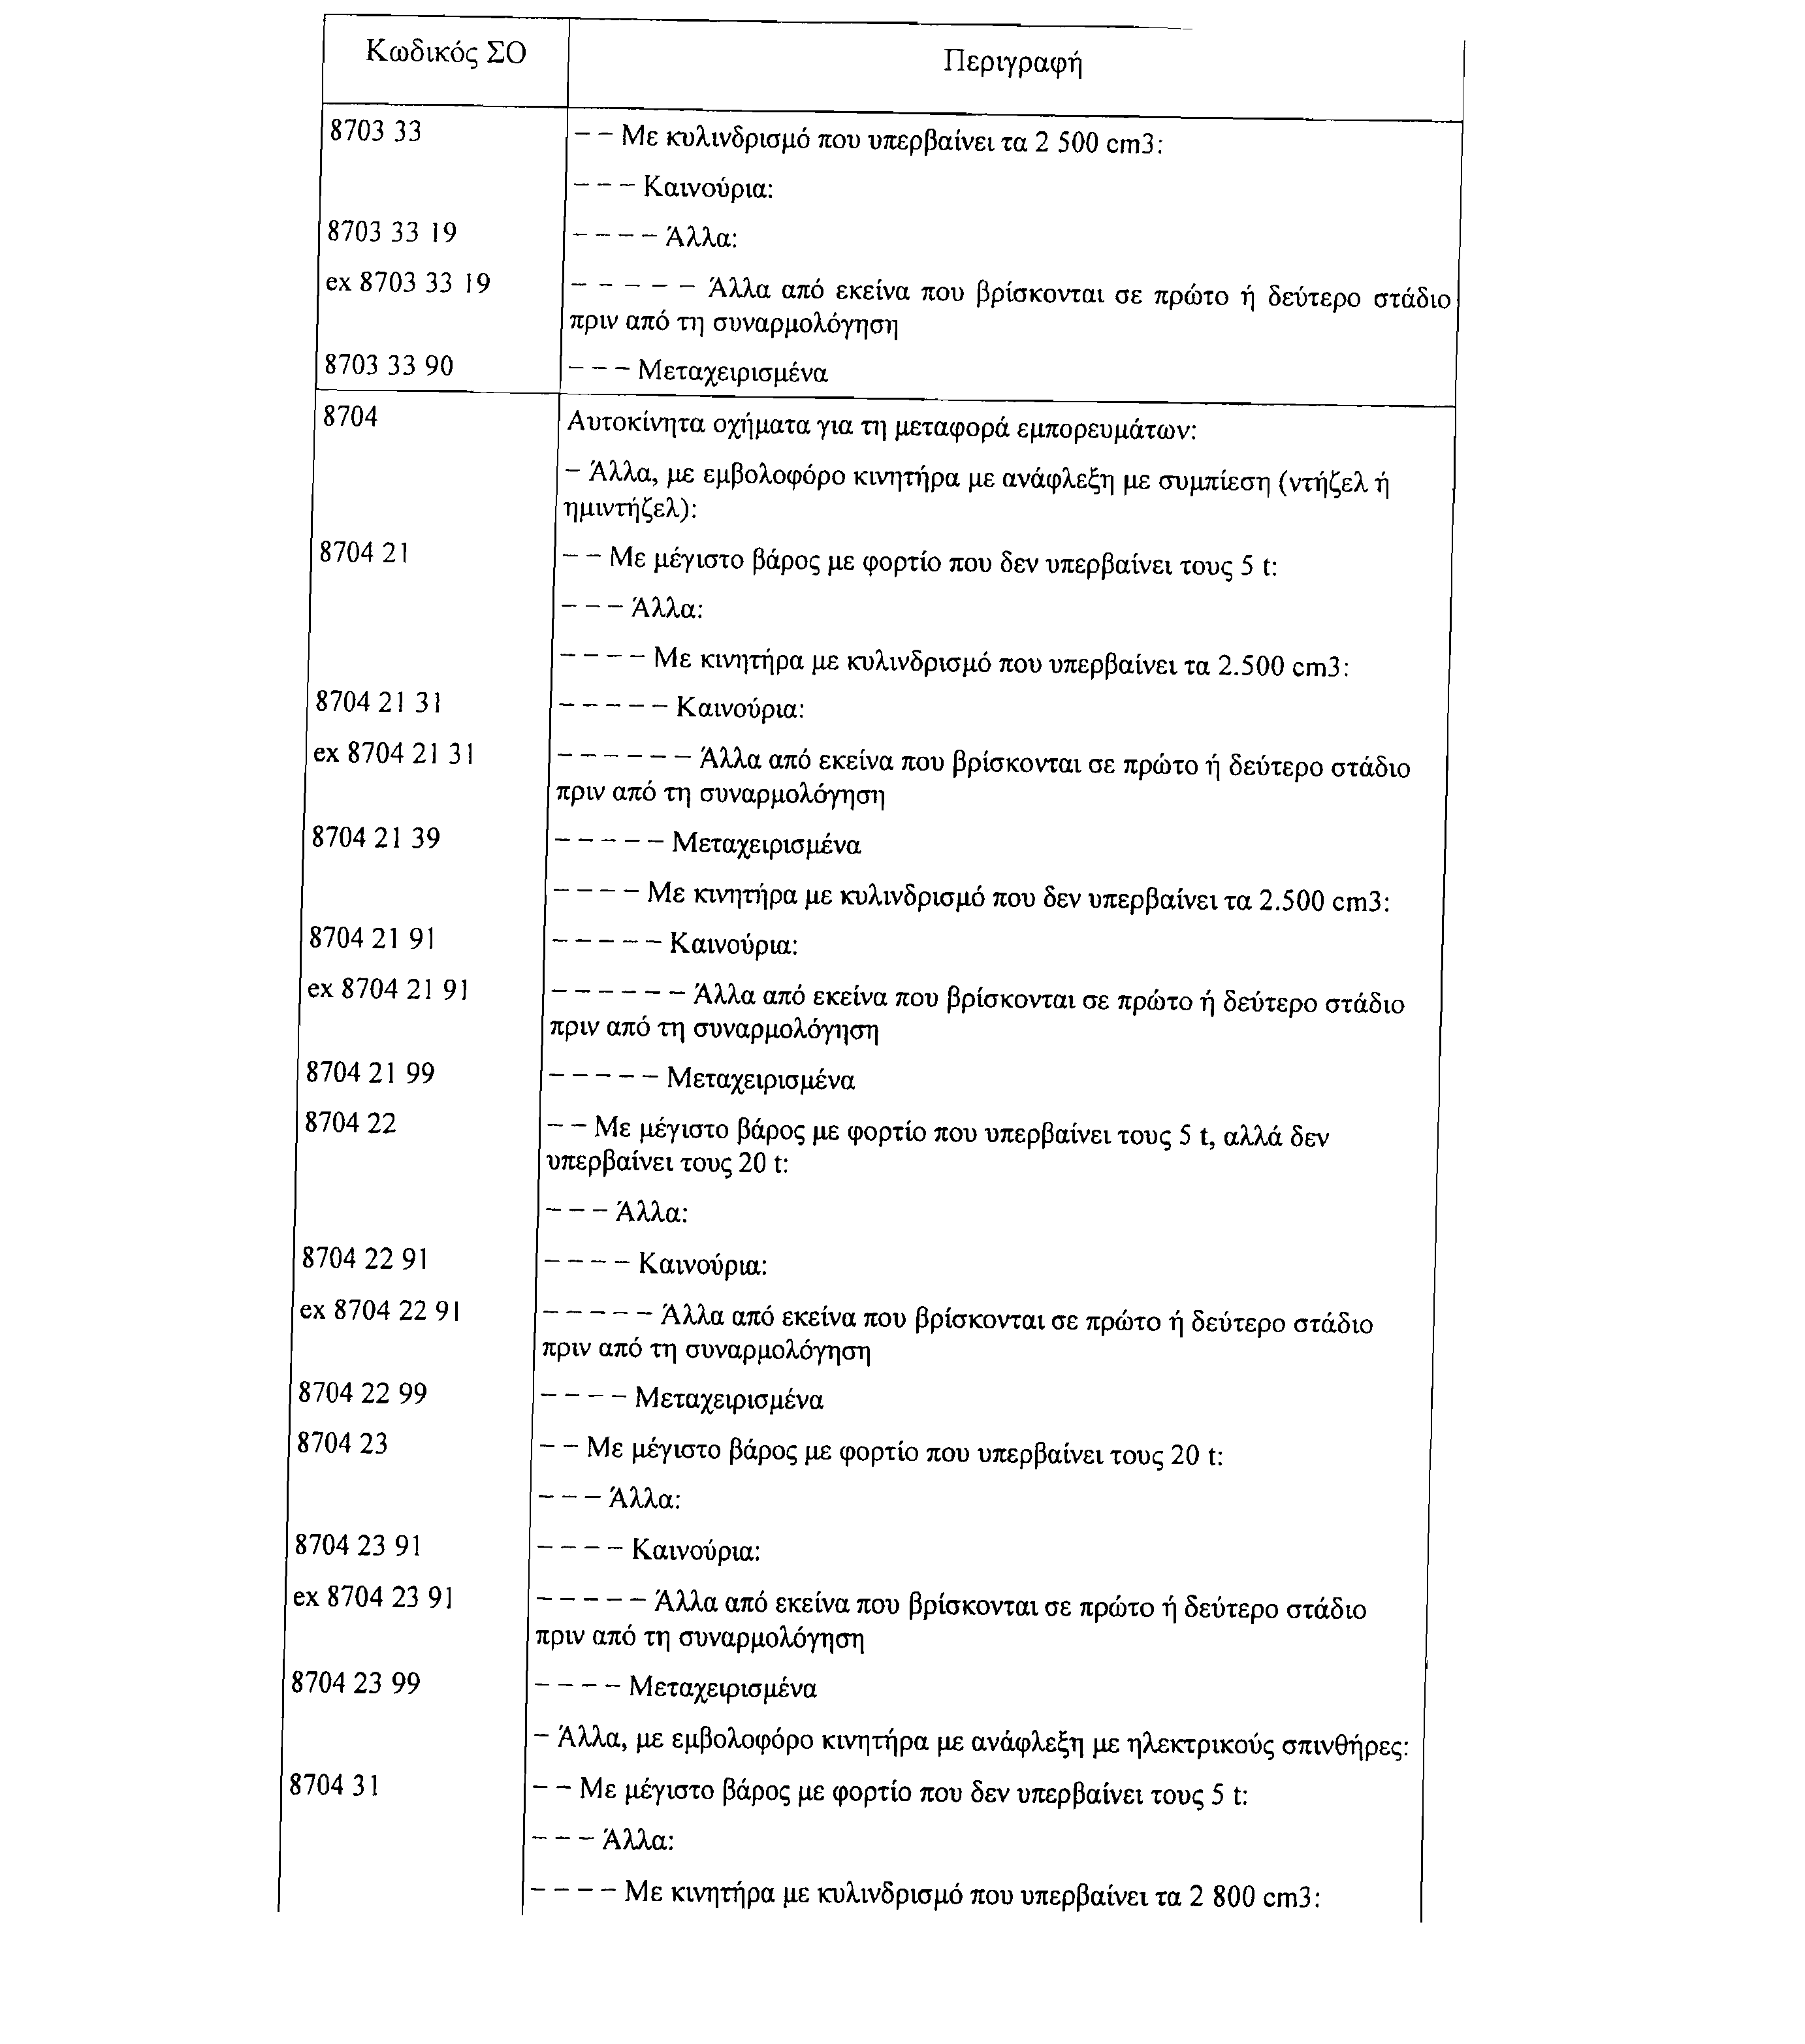 Κωδικός ΣΟ Περιγραφή
8703 33 – – Με κυλινδρισμό που υπερβαίνει τα 2 500 cm3:
– – – Καινούρια:
8703 33 19 – – – – Άλλα:
ex 8703 33 19 – – – – – Άλλα από εκείνα που βρίσκονται σε πρώτο ή δεύτερο στάδιο
πριν από τη συναρμολόγηση
8703 33 90 – – – Μεταχειρισμένα
8704 Αυτοκίνητα οχήματα για τη μεταφορά εμπορευμάτων:
– Άλλα, με εμβολοφόρο κινητήρα με ανάφλεξη με συμπίεση (ντήζελ ή
ημιντήζελ):
8704 21 – – Με μέγιστο βάρος με φορτίο που δεν υπερβαίνει τους 5 t:
– – – Άλλα:
– – – – Με κινητήρα με κυλινδρισμό που υπερβαίνει τα 2.500 cm3:
8704 21 31 – – – – – Καινούρια:
ex 8704 21 31 – – – – – – Άλλα από εκείνα που βρίσκονται σε πρώτο ή δεύτερο στάδιο
πριν από τη συναρμολόγηση
8704 21 39 – – – – – Μεταχειρισμένα
– – – – Με κινητήρα με κυλινδρισμό που δεν υπερβαίνει τα 2.500 cm3:
8704 21 91 – – – – – Καινούρια:
ex 8704 21 91 – – – – – – Άλλα από εκείνα που βρίσκονται σε πρώτο ή δεύτερο στάδιο
πριν από τη συναρμολόγηση
8704 21 99 – – – – – Μεταχειρισμένα
8704 22 – – Με μέγιστο βάρος με φορτίο που υπερβαίνει τους 5 t, αλλά δεν
υπερβαίνει τους 20 t:
– – – Άλλα:
8704 22 91 – – – – Καινούρια:
ex 8704 22 91 – – – – – Άλλα από εκείνα που βρίσκονται σε πρώτο ή δεύτερο στάδιο
πριν από τη συναρμολόγηση
8704 22 99 – – – – Μεταχειρισμένα
8704 23 – – Με μέγιστο βάρος με φορτίο που υπερβαίνει τους 20 t:
– – – Άλλα:
8704 23 91 – – – – Καινούρια:
ex 8704 23 91 – – – – – Άλλα από εκείνα που βρίσκονται σε πρώτο ή δεύτερο στάδιο
πριν από τη συναρμολόγηση
8704 23 99 – – – – Μεταχειρισμένα
– Άλλα, με εμβολοφόρο κινητήρα με ανάφλεξη με ηλεκτρικούς σπινθήρες:
8704 31 – – Με μέγιστο βάρος με φορτίο που δεν υπερβαίνει τους 5 t:
– – – Άλλα:
– – – – Με κινητήρα με κυλινδρισμό που υπερβαίνει τα 2 800 cm3: